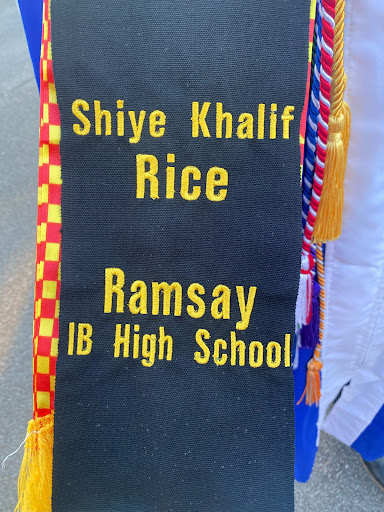 Shiye Khalif
Rice
Ramsay
IB High School